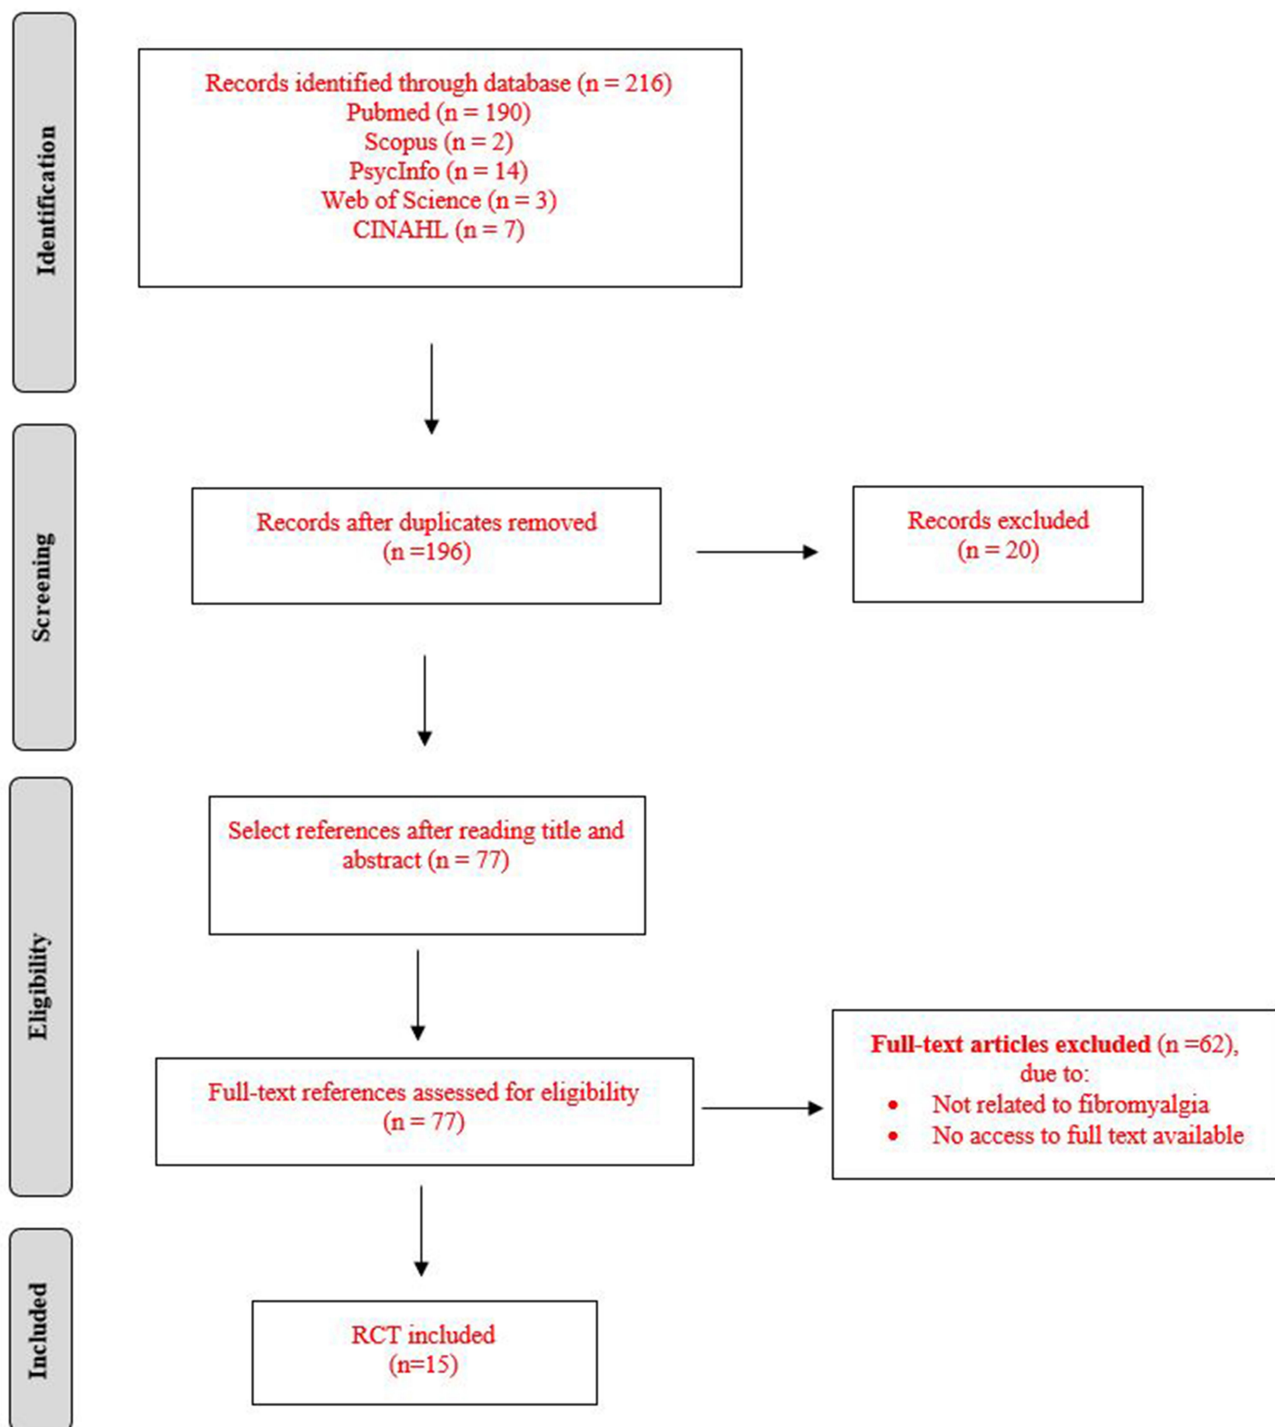 Identification
Records identified through database (n = 216)
Pubmed (n = 190)
Scopus (n = 2)
PsycInfo (n = 14)
Web of Science (n = 3)
CINAHL (n = 7)
Screening
Records after duplicates removed
(n =196)
Records excluded
(n = 20)
Eligibility
Select references after reading title and
abstract (n = 77)
Full-text references assessed for eligibility
(n = 77)
Full-text articles excluded (n =62),
due to:
• Not related to fibromyalgia
• No access to full text available
Included
RCT included
(n=15)